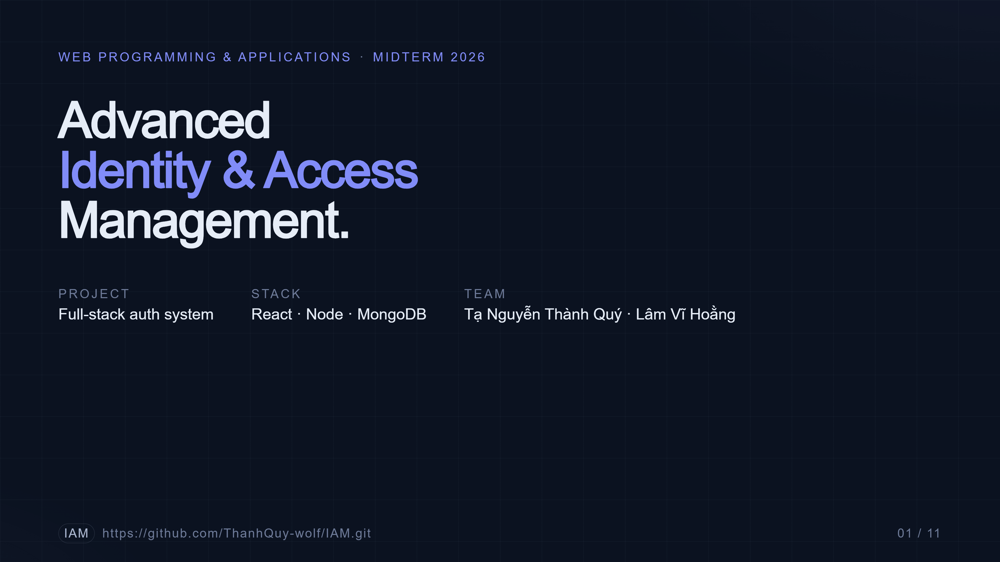 WEB PROGRAMMING & APPLICATIONS · MIDTERM 2026
Advanced
Identity & Access
Management.
PROJECT
Full-stack auth system
STACK
React · Node · MongoDB
TEAM
Tạ Nguyễn Thành Quý · Lâm Vĩ Hoằng
IAM https://github.com/ThanhQuy-wolf/IAM.git
01 / 11